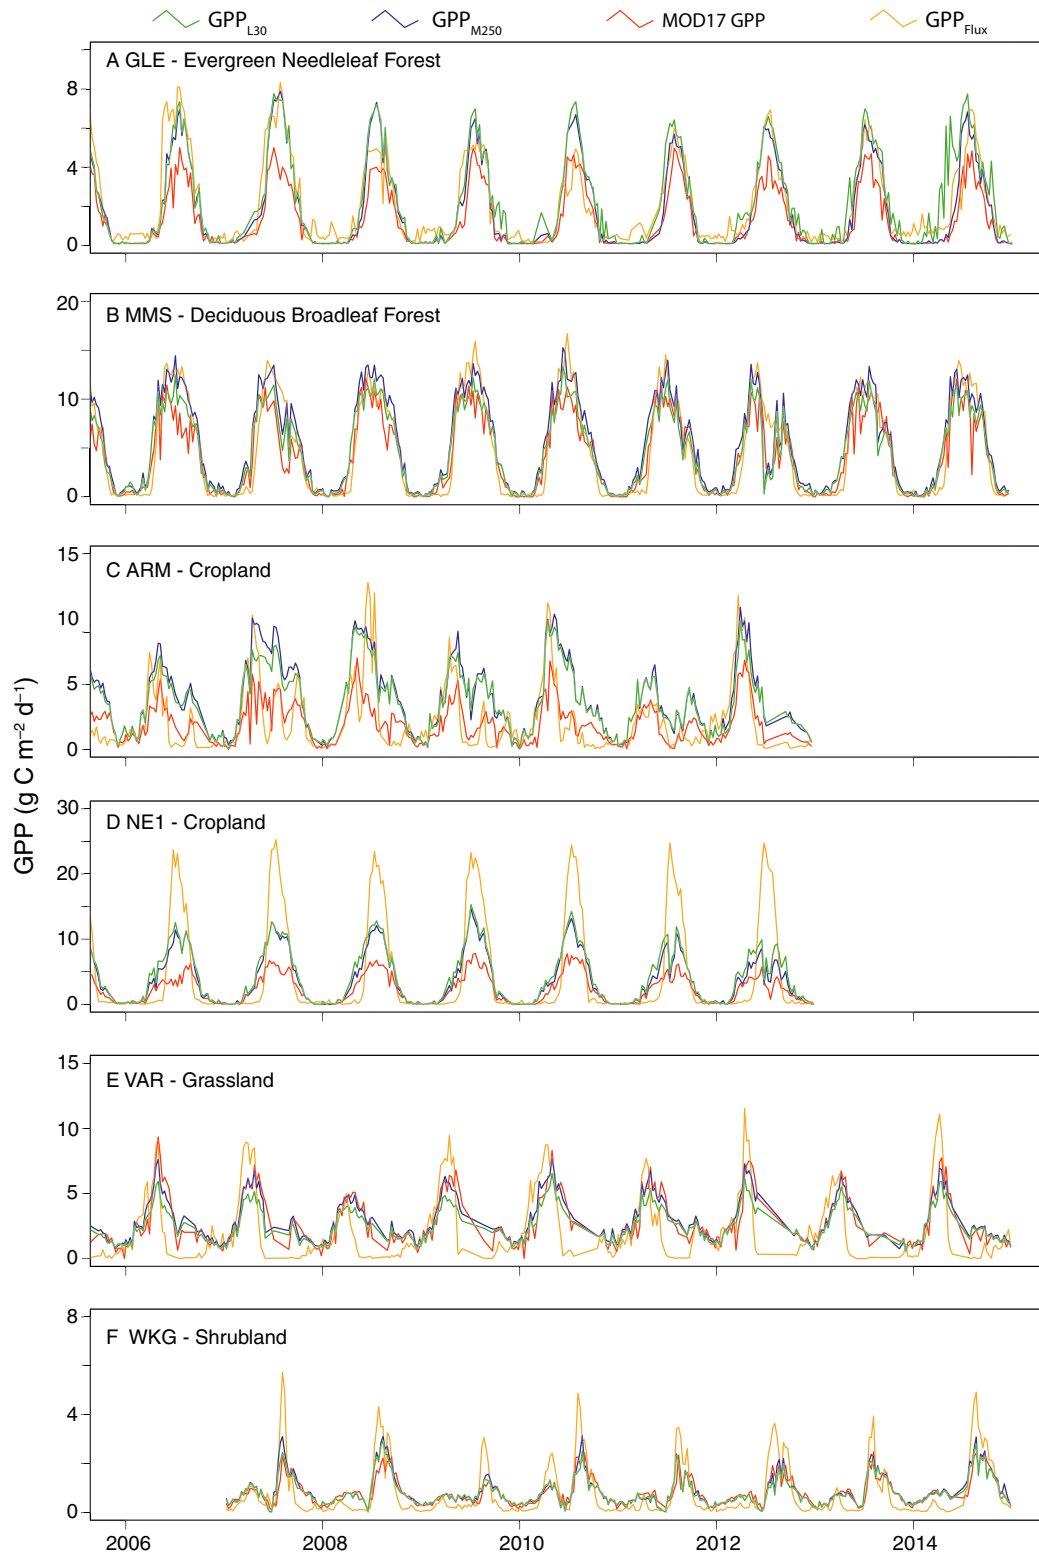 GPP L30 GPP M250 MOD17 GPP GPP Flux
A GLE - Evergreen Needleleaf Forest
8
4
0
B MMS - Deciduous Broadleaf Forest
20
10
0
C ARM - Cropland
15
10
5
0
GPP (g C m⁻² d⁻¹)
D NE1 - Cropland
30
20
10
0
E VAR - Grassland
15
10
5
0
F WKG - Shrubland
8
4
0
2006 2008 2010 2012 2014